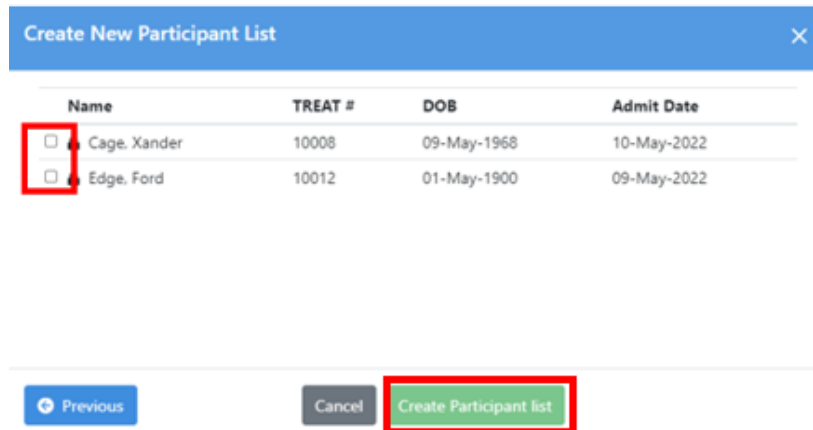 Create New Participant List
Name TREAT # DOB Admit Date
Cage, Xander 10008 09-May-1968 10-May-2022
Edge, Ford 10012 01-May-1900 09-May-2022
Previous Cancel Create Participant list